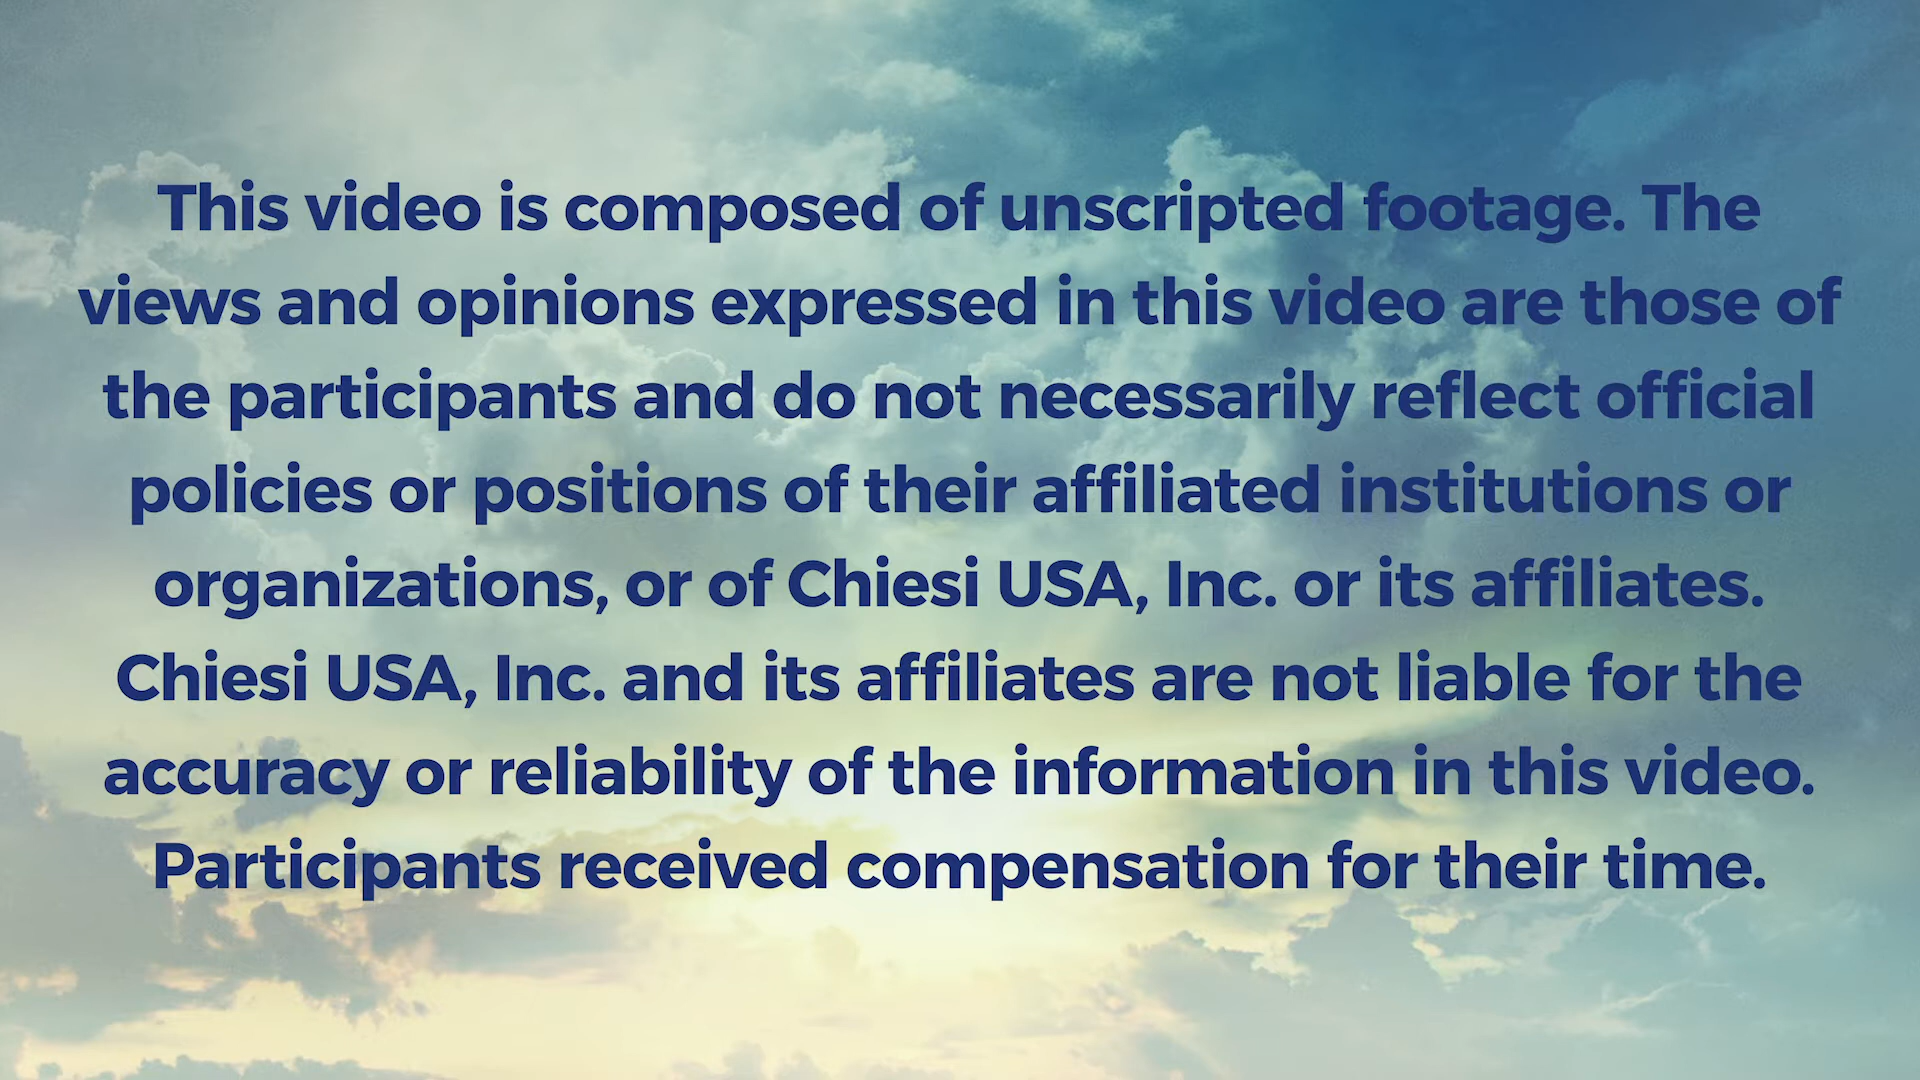 This video is composed of unscripted footage. The
views and opinions expressed in this video are those of
the participants and do not necessarily reflect official
policies or positions of their affiliated institutions or
organizations, or of Chiesi USA, Inc. or its affiliates.
Chiesi USA, Inc. and its affiliates are not liable for the
accuracy or reliability of the information in this video.
Participants received compensation for their time.